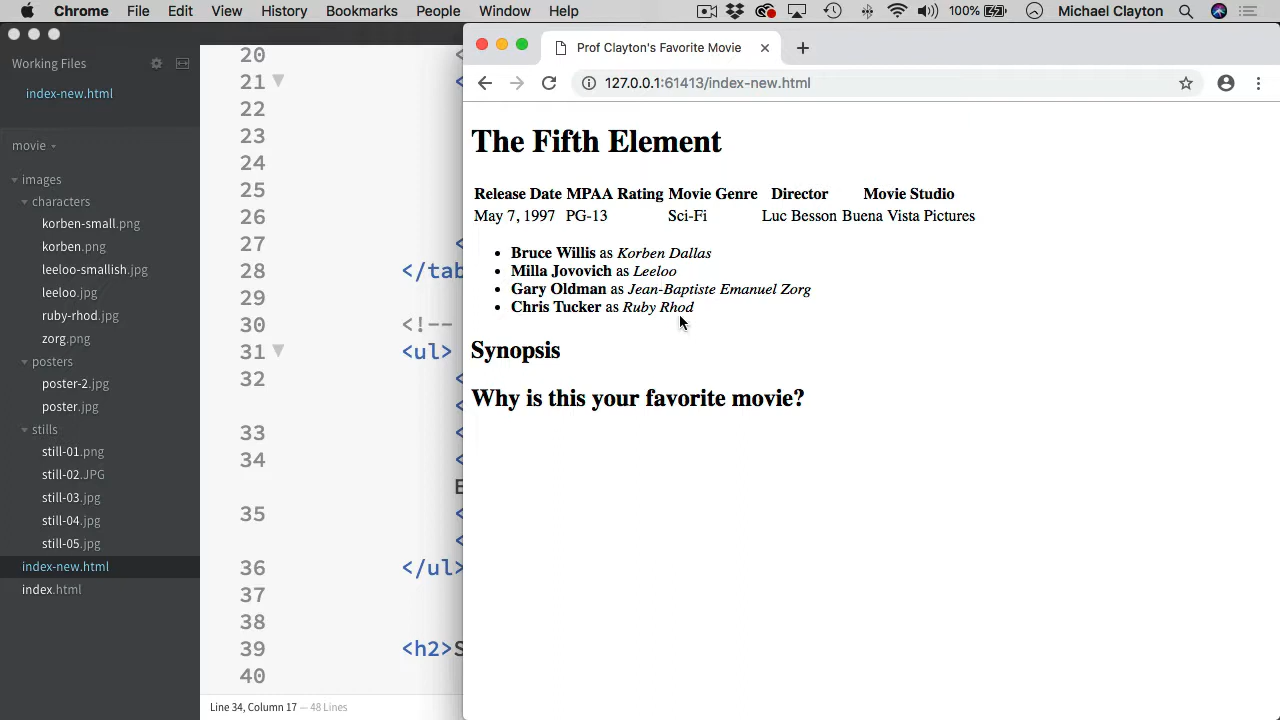 Chrome File Edit View History Bookmarks People Window Help 100% Michael Clayton
Working Files
index-new.html
movie
images
characters
korben-small.png
korben.png
leeloo-smallish.jpg
leeloo.jpg
ruby-rhod.jpg
zorg.png
posters
poster-2.jpg
poster.jpg
stills
still-01.png
still-02.JPG
still-03.jpg
still-04.jpg
still-05.jpg
index-new.html
index.html
20 <
21 <
22
23
24
25
26
27 <
28 </tab
29
30 <!--
31 <ul>
32 <
<
33 <
34 <
E
35 <
<
36 </ul>
37
38
39 <h2>S
40
Line 34, Column 17 — 48 Lines
Prof Clayton's Favorite Movie
127.0.0.1:61413/index-new.html
The Fifth Element
Release Date MPAA Rating Movie Genre Director Movie Studio
May 7, 1997 PG-13 Sci-Fi Luc Besson Buena Vista Pictures
• Bruce Willis as Korben Dallas
• Milla Jovovich as Leeloo
• Gary Oldman as Jean-Baptiste Emanuel Zorg
• Chris Tucker as Ruby Rhod
Synopsis
Why is this your favorite movie?